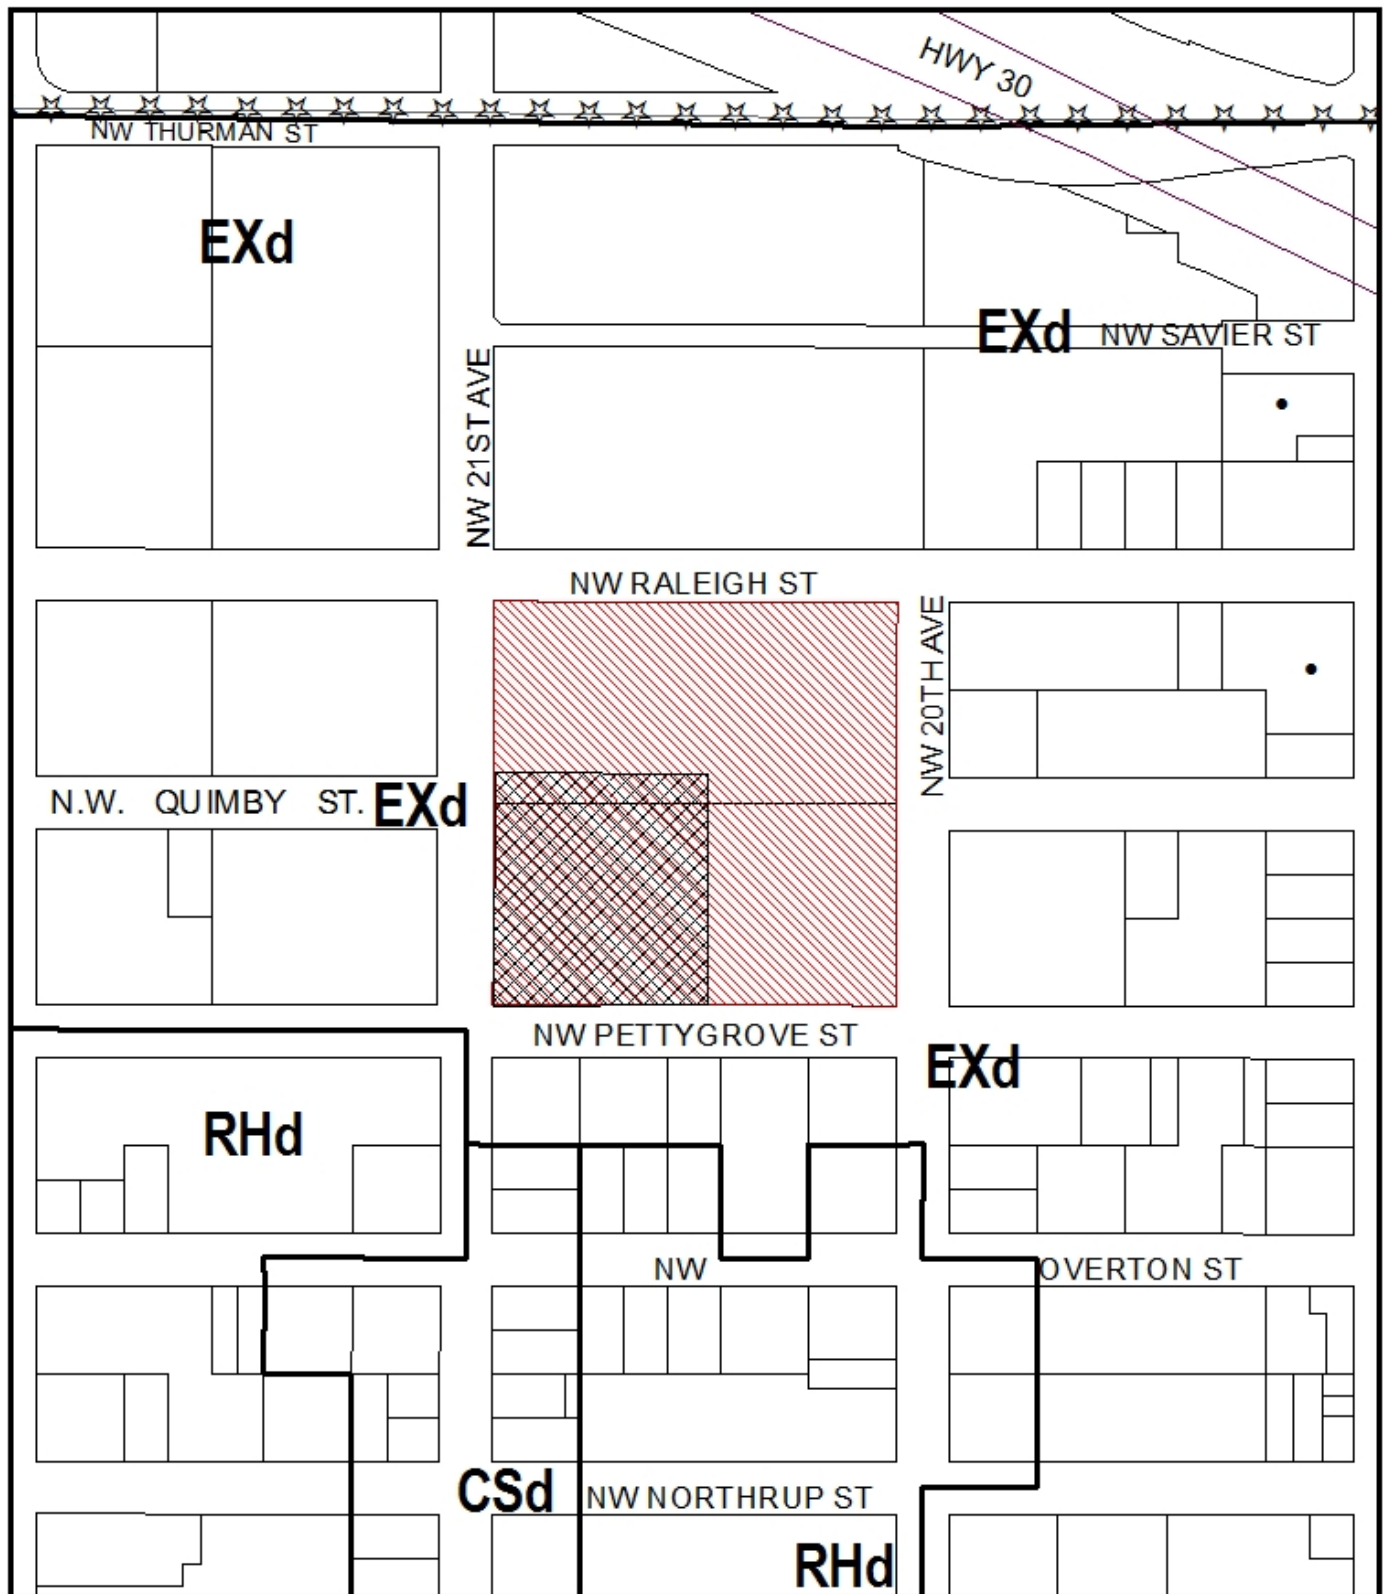 HWY 30
NW THURMAN ST
EXd
EXd
NW SAVIER ST
NW 21ST AVE
NW RALEIGH ST
NW 20TH AVE
N.W. QUIMBY ST.
EXd
NW PETTYGROVE ST
EXd
RHd
NW OVERTON ST
CSd
NW NORTHRUP ST
RHd